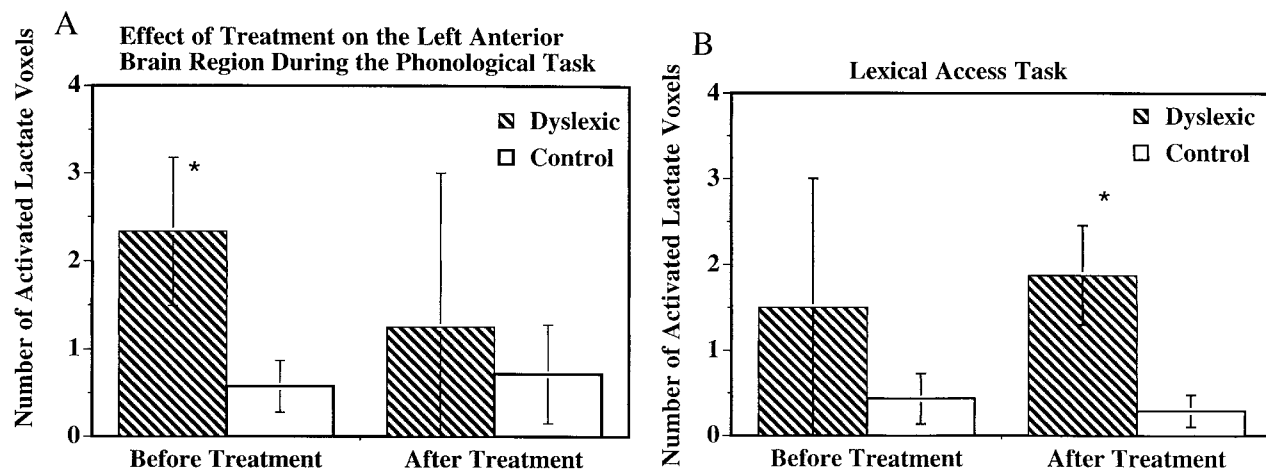 A
Effect of Treatment on the Left Anterior
Brain Region During the Phonological Task
Number of Activated Lactate Voxels
4
3
2
1
0
*
Dyslexic
Control
Before Treatment
After Treatment
B
Lexical Access Task
Number of Activated Lactate Voxels
4
3
2
1
0
*
Dyslexic
Control
Before Treatment
After Treatment